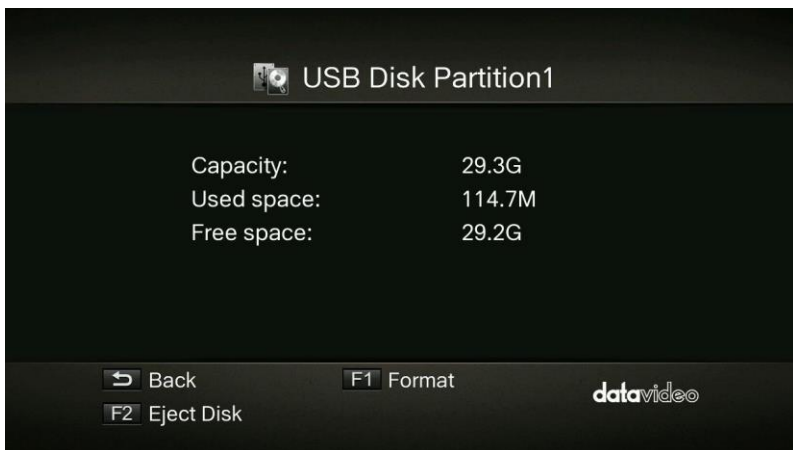 USB Disk Partition1
Capacity: 29.3G
Used space: 114.7M
Free space: 29.2G
Back F1 Format
F2 Eject Disk
datavideo